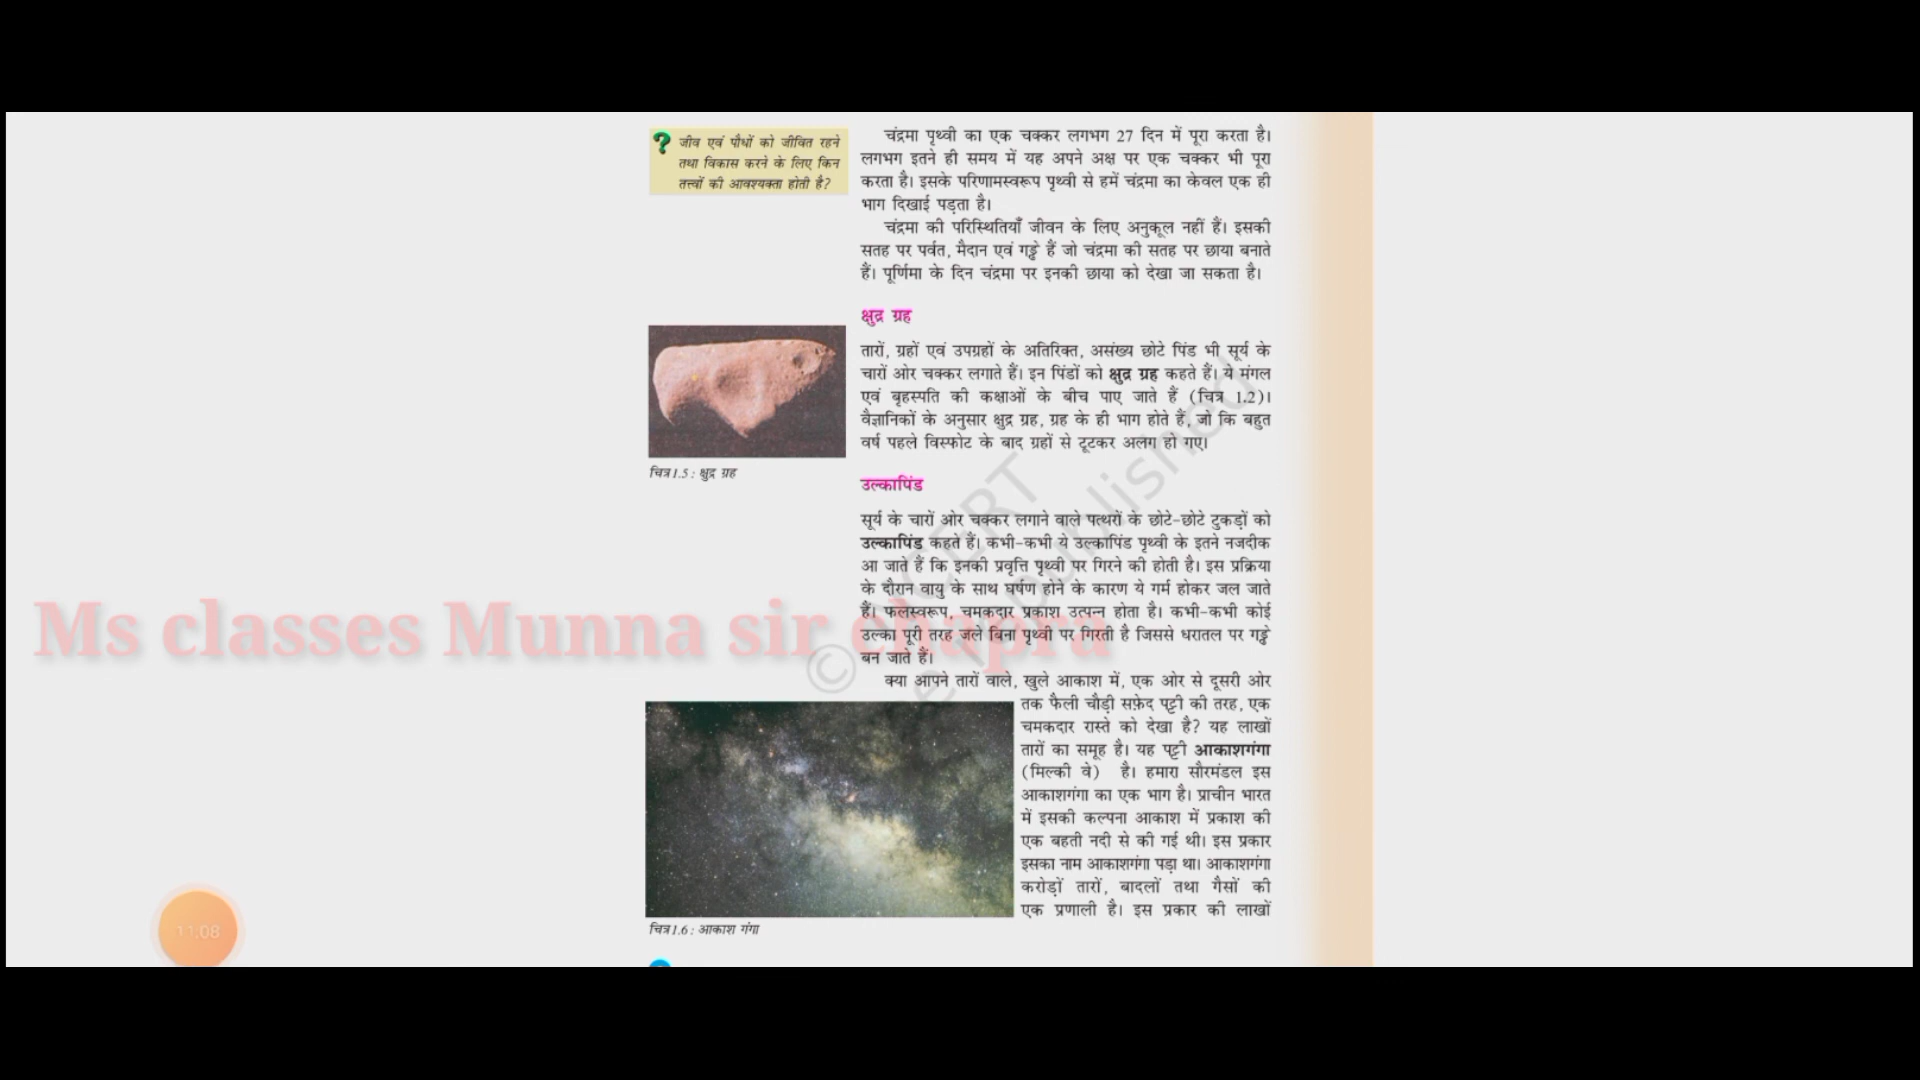 ? जीव एवं पौधों को जीवित रहने
तथा विकास करने के लिए किन
तत्त्वों की आवश्यकता होती है?
चंद्रमा पृथ्वी का एक चक्कर लगभग 27 दिन में पूरा करता है।
लगभग इतने ही समय में यह अपने अक्ष पर एक चक्कर भी पूरा
करता है। इसके परिणामस्वरूप पृथ्वी से हमें चंद्रमा का केवल एक ही
भाग दिखाई पड़ता है।
चंद्रमा की परिस्थितियाँ जीवन के लिए अनुकूल नहीं हैं। इसकी
सतह पर पर्वत, मैदान एवं गड्ढे हैं जो चंद्रमा की सतह पर छाया बनाते
हैं। पूर्णिमा के दिन चंद्रमा पर इनकी छाया को देखा जा सकता है।
क्षुद्र ग्रह
तारों, ग्रहों एवं उपग्रहों के अतिरिक्त, असंख्य छोटे पिंड भी सूर्य के
चारों ओर चक्कर लगाते हैं। इन पिंडों को क्षुद्र ग्रह कहते हैं। ये मंगल
एवं बृहस्पति की कक्षाओं के बीच पाए जाते हैं (चित्र 1.2)।
वैज्ञानिकों के अनुसार क्षुद्र ग्रह, ग्रह के ही भाग होते हैं, जो कि बहुत
वर्ष पहले विस्फोट के बाद ग्रहों से टूटकर अलग हो गए।
चित्र1.5 : क्षुद्र ग्रह
उल्कापिंड
सूर्य के चारों ओर चक्कर लगाने वाले पत्थरों के छोटे-छोटे टुकड़ों को
उल्कापिंड कहते हैं। कभी-कभी ये उल्कापिंड पृथ्वी के इतने नजदीक
आ जाते हैं कि इनकी प्रवृत्ति पृथ्वी पर गिरने की होती है। इस प्रक्रिया
के दौरान वायु के साथ घर्षण होने के कारण ये गर्म होकर जल जाते
हैं। फलस्वरूप, चमकदार प्रकाश उत्पन्न होता है। कभी-कभी कोई
उल्का पूरी तरह जले बिना पृथ्वी पर गिरती है जिससे धरातल पर गड्ढे
बन जाते हैं।
क्या आपने तारों वाले, खुले आकाश में, एक ओर से दूसरी ओर
तक फैली चौड़ी सफ़ेद पट्टी की तरह, एक
चमकदार रास्ते को देखा है? यह लाखों
तारों का समूह है। यह पट्टी आकाशगंगा
(मिल्की वे) है। हमारा सौरमंडल इस
आकाशगंगा का एक भाग है। प्राचीन भारत
में इसकी कल्पना आकाश में प्रकाश की
एक बहती नदी से की गई थी। इस प्रकार
इसका नाम आकाशगंगा पड़ा था। आकाशगंगा
करोड़ों तारों, बादलों तथा गैसों की
एक प्रणाली है। इस प्रकार की लाखों
चित्र1.6 : आकाश गंगा
Ms classes Munna sir chapra
© NCERT
e republished
11:08